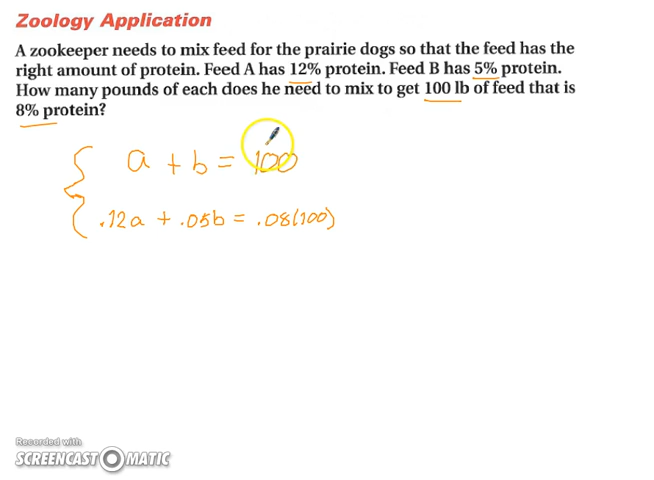 Zoology Application
A zookeeper needs to mix feed for the prairie dogs so that the feed has the
right amount of protein. Feed A has 12% protein. Feed B has 5% protein.
How many pounds of each does he need to mix to get 100 lb of feed that is
8% protein?
a + b = 100
.12a + .05b = .08(100)
Recorded with
SCREENCAST-O-MATIC